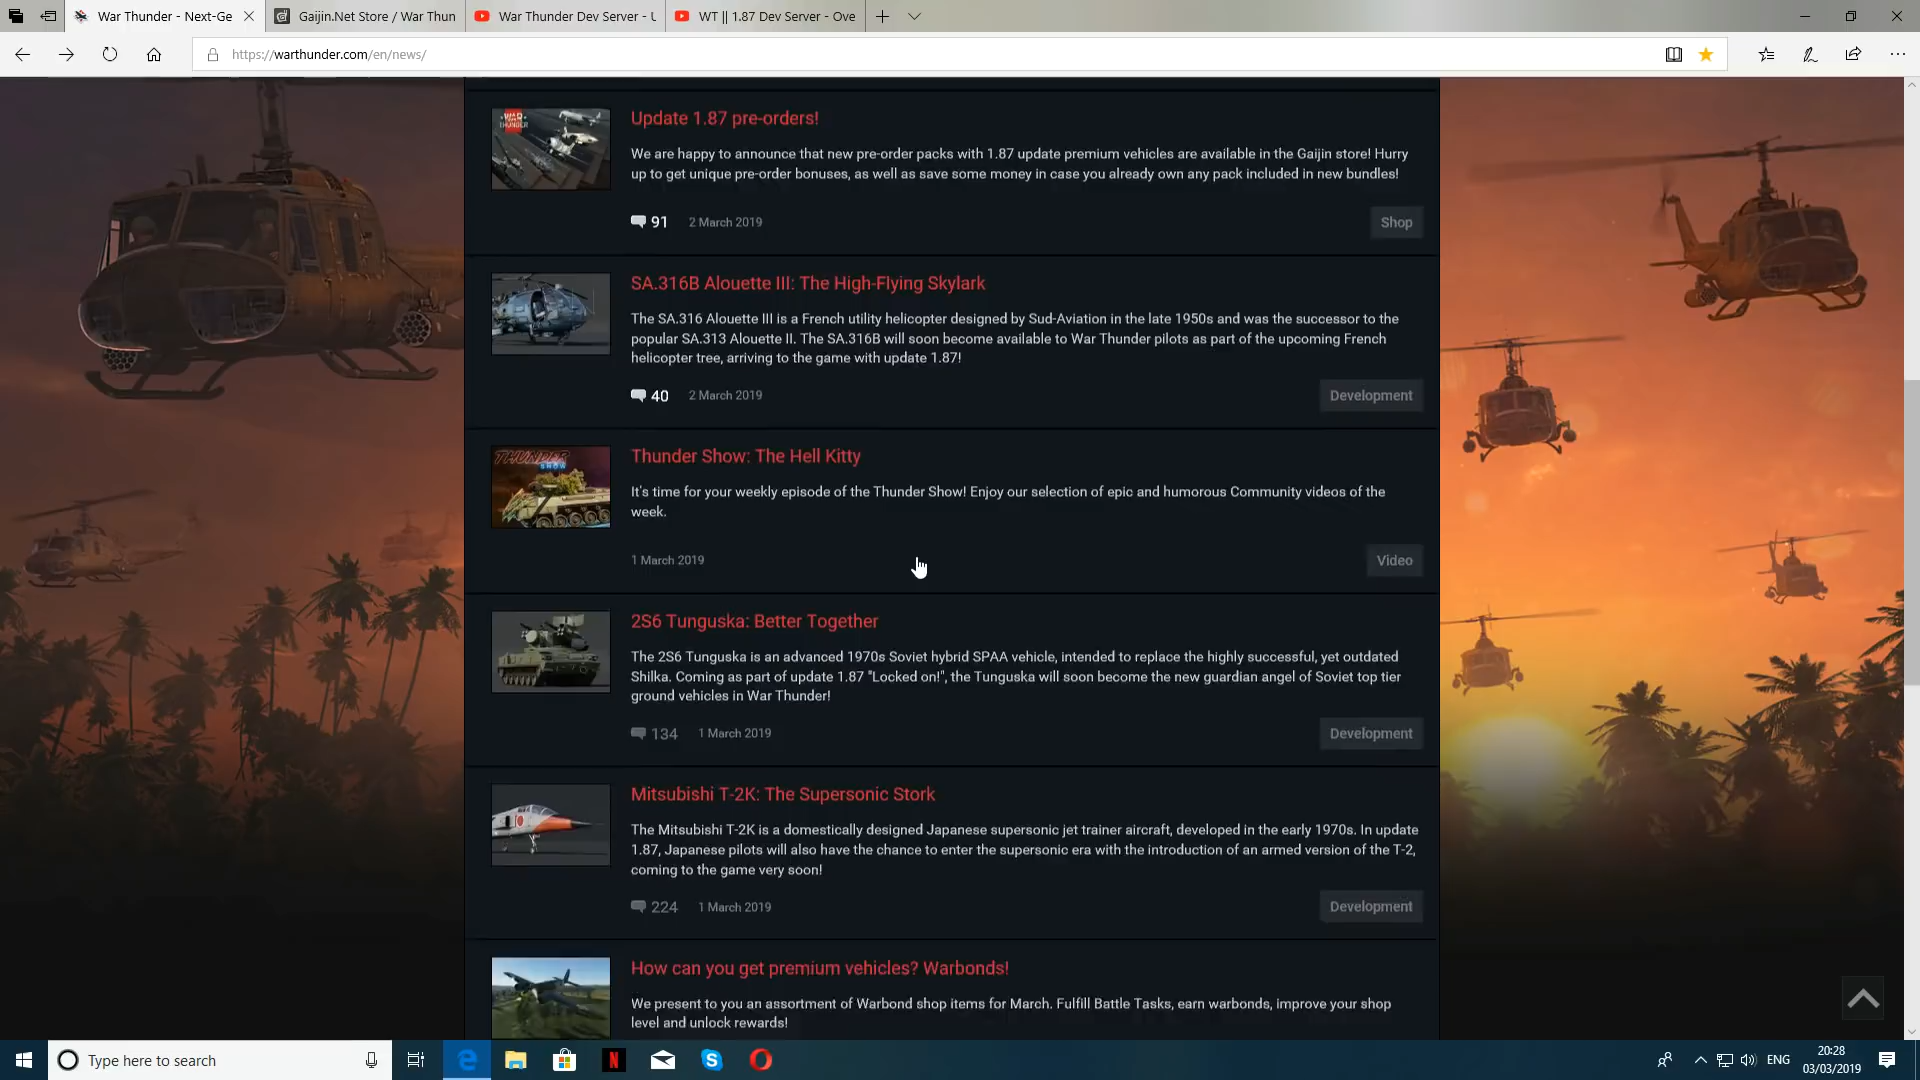 War Thunder - Next-Ge
Gaijin.Net Store / War Thun
War Thunder Dev Server - U
WT || 1.87 Dev Server - Ove
https://warthunder.com/en/news/
WAR THUNDER
Update 1.87 pre-orders!
We are happy to announce that new pre-order packs with 1.87 update premium vehicles are available in the Gaijin store! Hurry
up to get unique pre-order bonuses, as well as save some money in case you already own any pack included in new bundles!
91 2 March 2019
Shop
SA.316B Alouette III: The High-Flying Skylark
The SA.316 Alouette III is a French utility helicopter designed by Sud-Aviation in the late 1950s and was the successor to the
popular SA.313 Alouette II. The SA.316B will soon become available to War Thunder pilots as part of the upcoming French
helicopter tree, arriving to the game with update 1.87!
40 2 March 2019
Development
THUNDER
SHOW
Thunder Show: The Hell Kitty
It's time for your weekly episode of the Thunder Show! Enjoy our selection of epic and humorous Community videos of the
week.
1 March 2019
Video
2S6 Tunguska: Better Together
The 2S6 Tunguska is an advanced 1970s Soviet hybrid SPAA vehicle, intended to replace the highly successful, yet outdated
Shilka. Coming as part of update 1.87 "Locked on!", the Tunguska will soon become the new guardian angel of Soviet top tier
ground vehicles in War Thunder!
134 1 March 2019
Development
Mitsubishi T-2K: The Supersonic Stork
The Mitsubishi T-2K is a domestically designed Japanese supersonic jet trainer aircraft, developed in the early 1970s. In update
1.87, Japanese pilots will also have the chance to enter the supersonic era with the introduction of an armed version of the T-2,
coming to the game very soon!
224 1 March 2019
Development
How can you get premium vehicles? Warbonds!
We present to you an assortment of Warbond shop items for March. Fulfill Battle Tasks, earn warbonds, improve your shop
level and unlock rewards!
Type here to search
ENG
20:28
03/03/2019